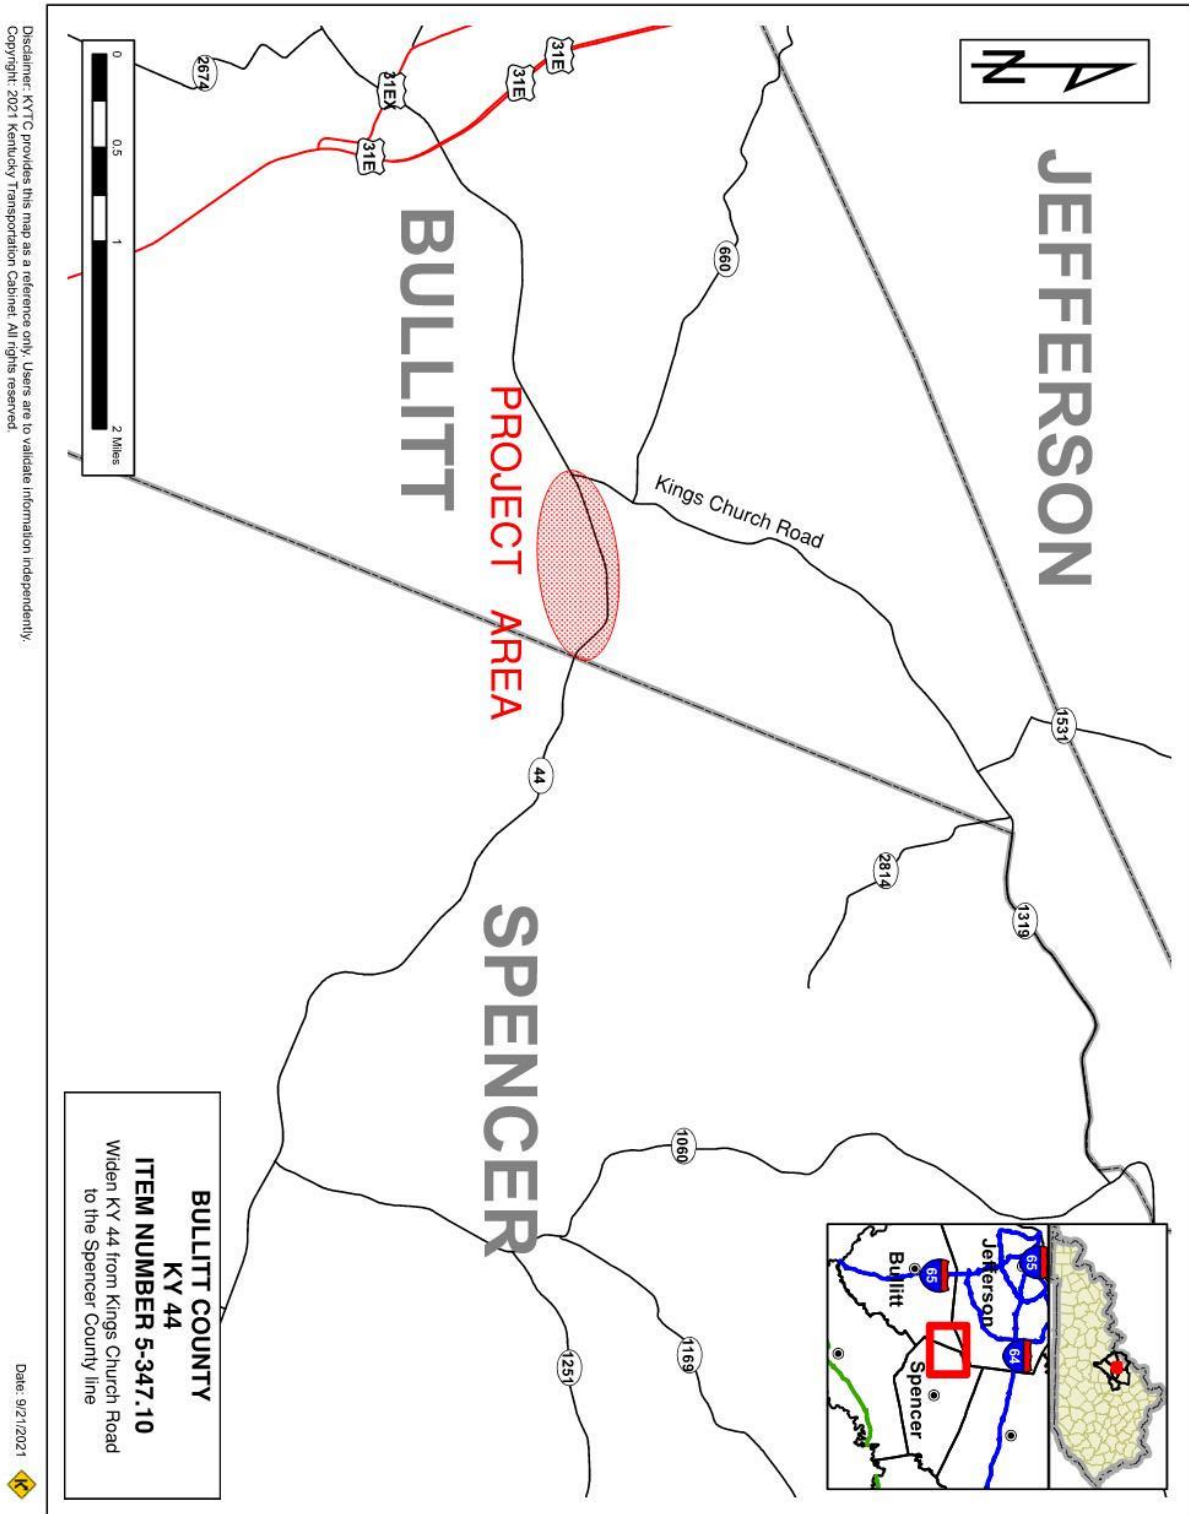 N
JEFFERSON
1531
1319
Kings Church Road
2814
660
31E
31E
31EX
31E
2674
BULLITT
PROJECT AREA
44
SPENCER
1060
1169
1251
65
64
Jefferson
65
Bullitt
Spencer
0 0.5 1 2 Miles
BULLITT COUNTY
KY 44
ITEM NUMBER 5-347.10
Widen KY 44 from Kings Church Road
to the Spencer County line
Disclaimer: KYTC provides this map as a reference only. Users are to validate information independently.
Copyright: 2021 Kentucky Transportation Cabinet. All rights reserved.
Date: 9/21/2021